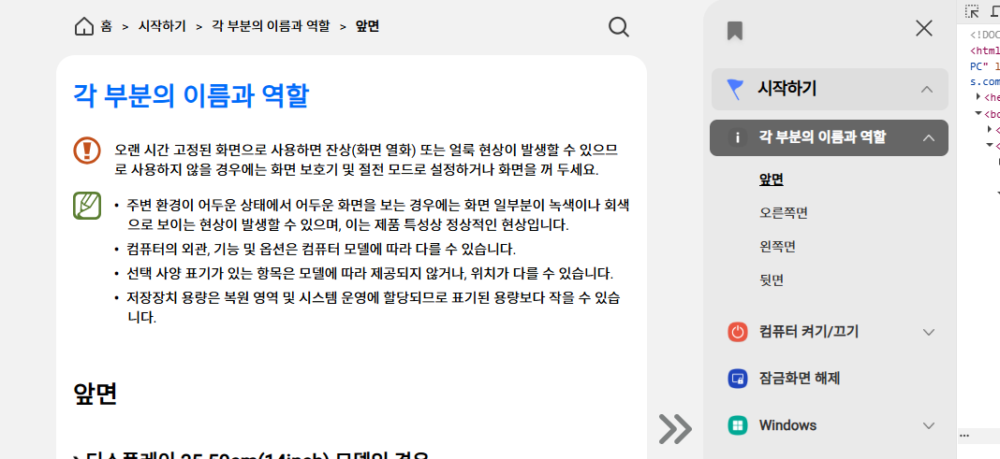 홈 > 시작하기 > 각 부분의 이름과 역할 > 앞면
각 부분의 이름과 역할
오랜 시간 고정된 화면으로 사용하면 잔상(화면 열화) 또는 얼룩 현상이 발생할 수 있으므
로 사용하지 않을 경우에는 화면 보호기 및 절전 모드로 설정하거나 화면을 꺼 두세요.
• 주변 환경이 어두운 상태에서 어두운 화면을 보는 경우에는 화면 일부분이 녹색이나 회색
으로 보이는 현상이 발생할 수 있으며, 이는 제품 특성상 정상적인 현상입니다.
• 컴퓨터의 외관, 기능 및 옵션은 컴퓨터 모델에 따라 다를 수 있습니다.
• 선택 사양 표기가 있는 항목은 모델에 따라 제공되지 않거나, 위치가 다를 수 있습니다.
• 저장장치 용량은 복원 영역 및 시스템 운영에 할당되므로 표기된 용량보다 작을 수 있습
니다.
앞면
› 디스플레이 35.59cm(14inch) 모델인 경우
시작하기
각 부분의 이름과 역할
앞면
오른쪽면
왼쪽면
뒷면
컴퓨터 켜기/끄기
잠금화면 해제
Windows
<!DOC
<html
PC" l
s.com
<he
<bo
<
<